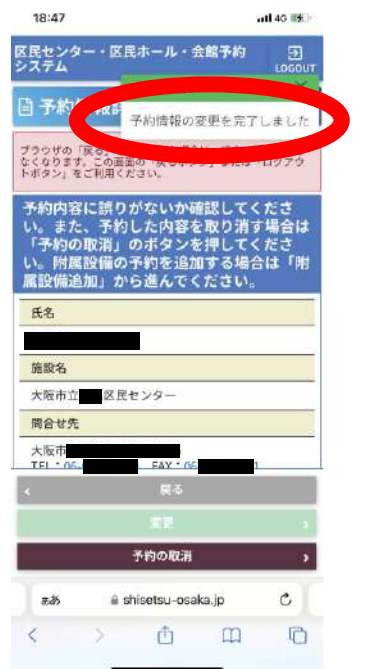 18:47
4G
区民センター・区民ホール・会館予約
システム
LOGOUT
予約
予約情報の変更を完了しました
ブラウザの「戻る」
なくなります。この画面の「戻るボタン」または「ログアウ
トボタン」をご利用ください。
予約内容に誤りがないか確認してくださ
い。また、予約した内容を取り消す場合は
「予約の取消」のボタンを押してくださ
い。附属設備の予約を追加する場合は「附
属設備追加」から進んでください。
氏名
施設名
大阪市立 区民センター
問合せ先
大阪市
TEL：06- FAX：06 1
戻る
変更
予約の取消
ぁあ shisetsu-osaka.jp